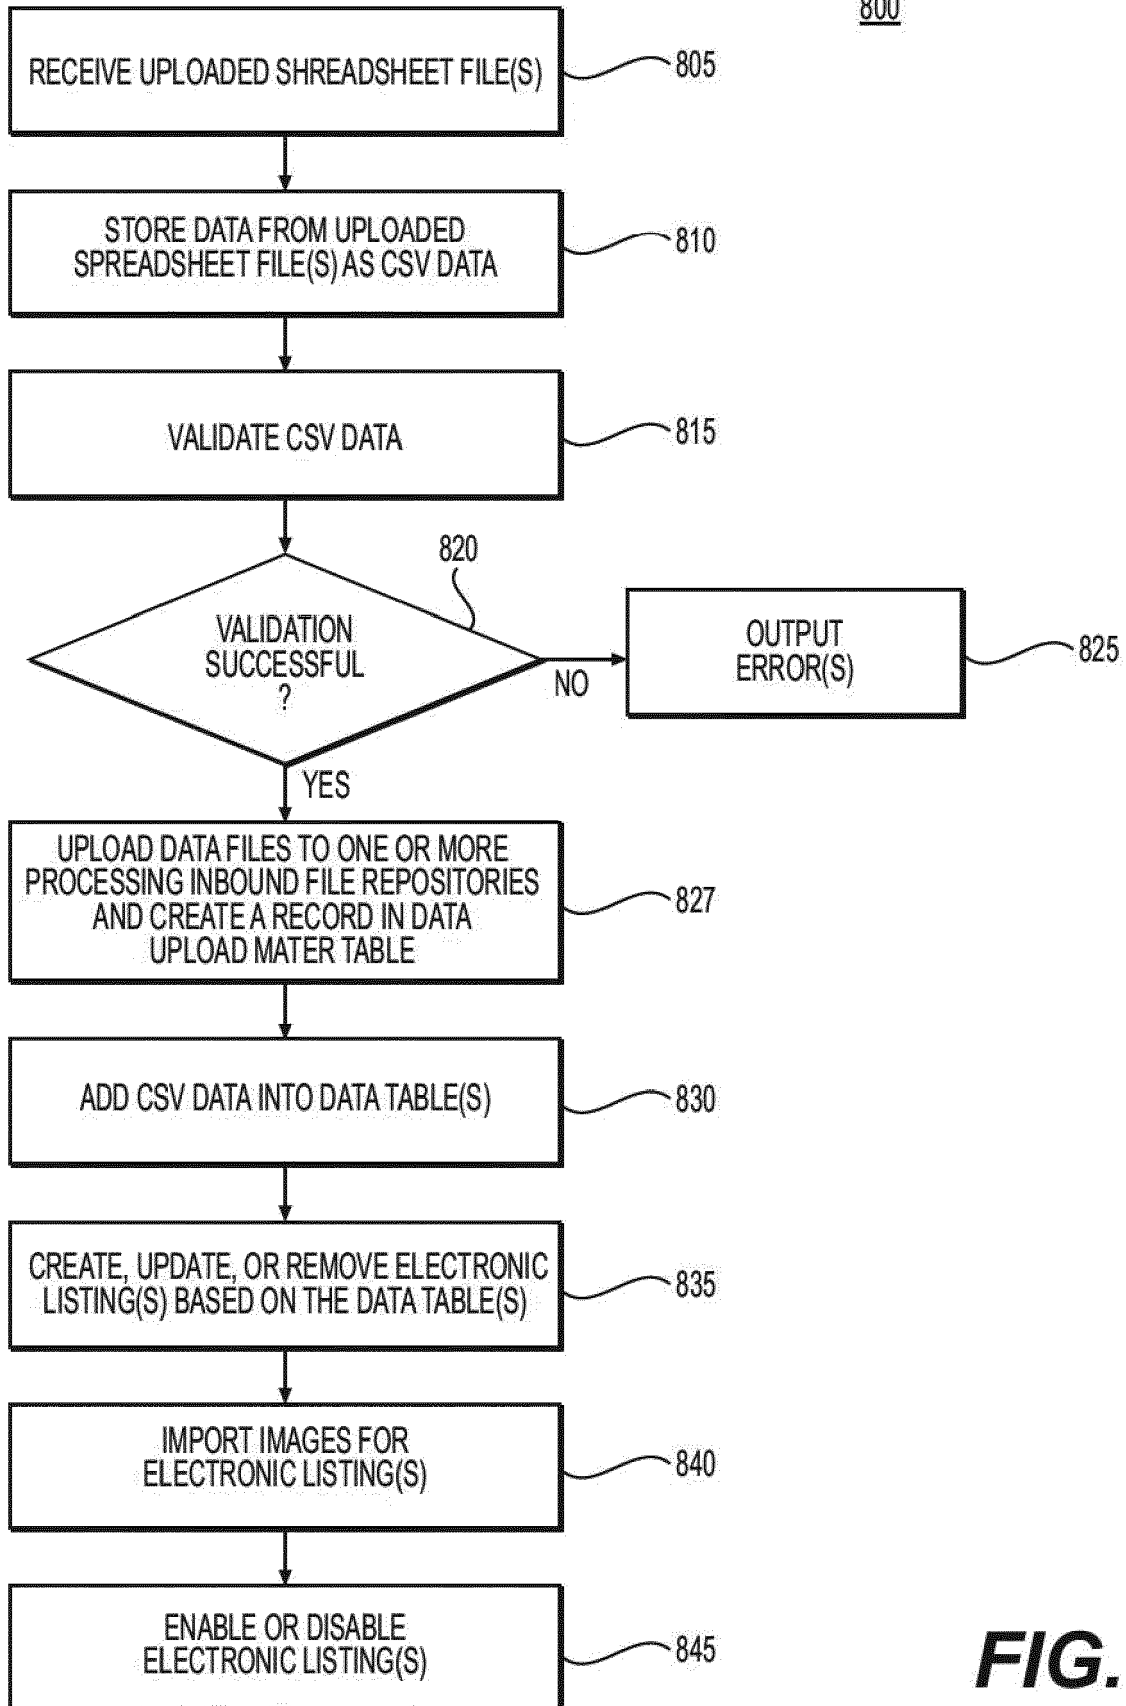 800
RECEIVE UPLOADED SHREADSHEET FILE(S)
805
STORE DATA FROM UPLOADED
SPREADSHEET FILE(S) AS CSV DATA
810
VALIDATE CSV DATA
815
820
VALIDATION
SUCCESSFUL
?
NO
OUTPUT
ERROR(S)
825
YES
UPLOAD DATA FILES TO ONE OR MORE
PROCESSING INBOUND FILE REPOSITORIES
AND CREATE A RECORD IN DATA
UPLOAD MATER TABLE
827
ADD CSV DATA INTO DATA TABLE(S)
830
CREATE, UPDATE, OR REMOVE ELECTRONIC
LISTING(S) BASED ON THE DATA TABLE(S)
835
IMPORT IMAGES FOR
ELECTRONIC LISTING(S)
840
ENABLE OR DISABLE
ELECTRONIC LISTING(S)
845
FIG.